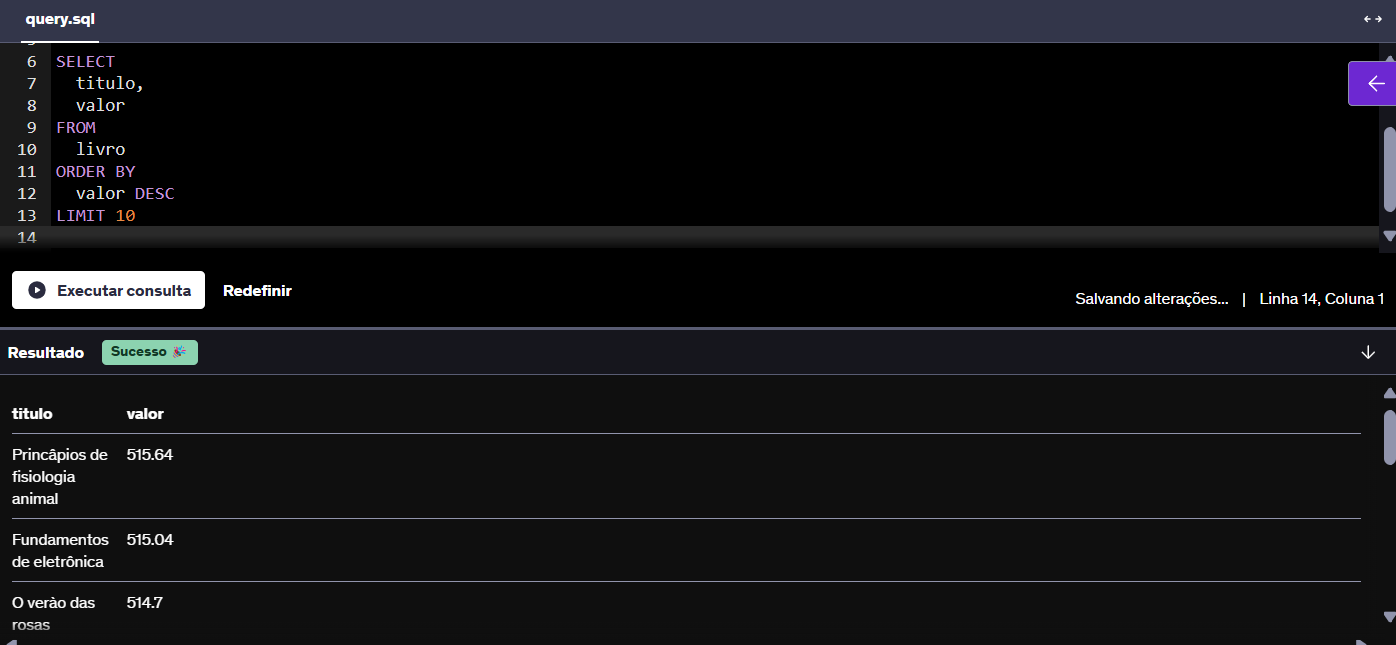 query.sql
6 SELECT
7 titulo,
8 valor
9 FROM
10 livro
11 ORDER BY
12 valor DESC
13 LIMIT 10
14
Executar consulta Redefinir
Salvando alterações... | Linha 14, Coluna 1
Resultado Sucesso
titulo valor
Princâpios de 515.64
fisiologia
animal
Fundamentos 515.04
de eletrônica
O verào das 514.7
rosas